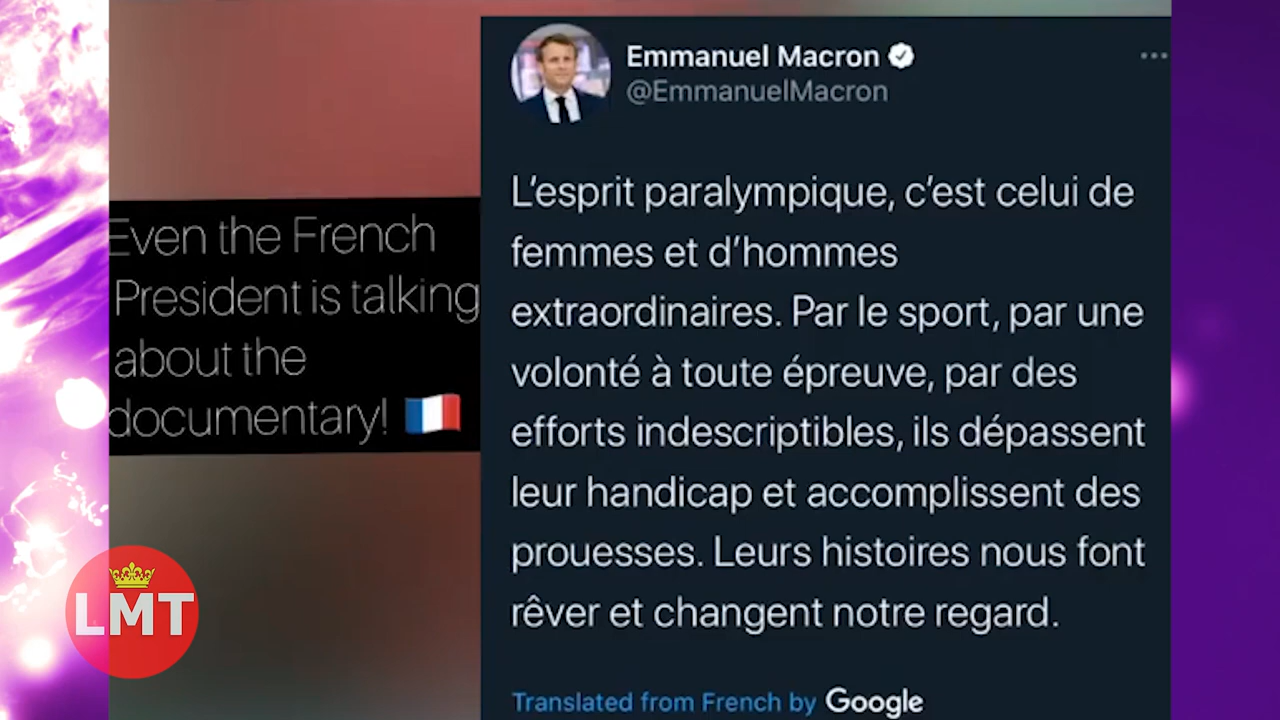 Even the French
President is talking
about the
documentary! 🇫🇷
Emmanuel Macron
@EmmanuelMacron
L'esprit paralympique, c'est celui de
femmes et d'hommes
extraordinaires. Par le sport, par une
volonté à toute épreuve, par des
efforts indescriptibles, ils dépassent
leur handicap et accomplissent des
prouesses. Leurs histoires nous font
rêver et changent notre regard.
Translated from French by Google
LMT